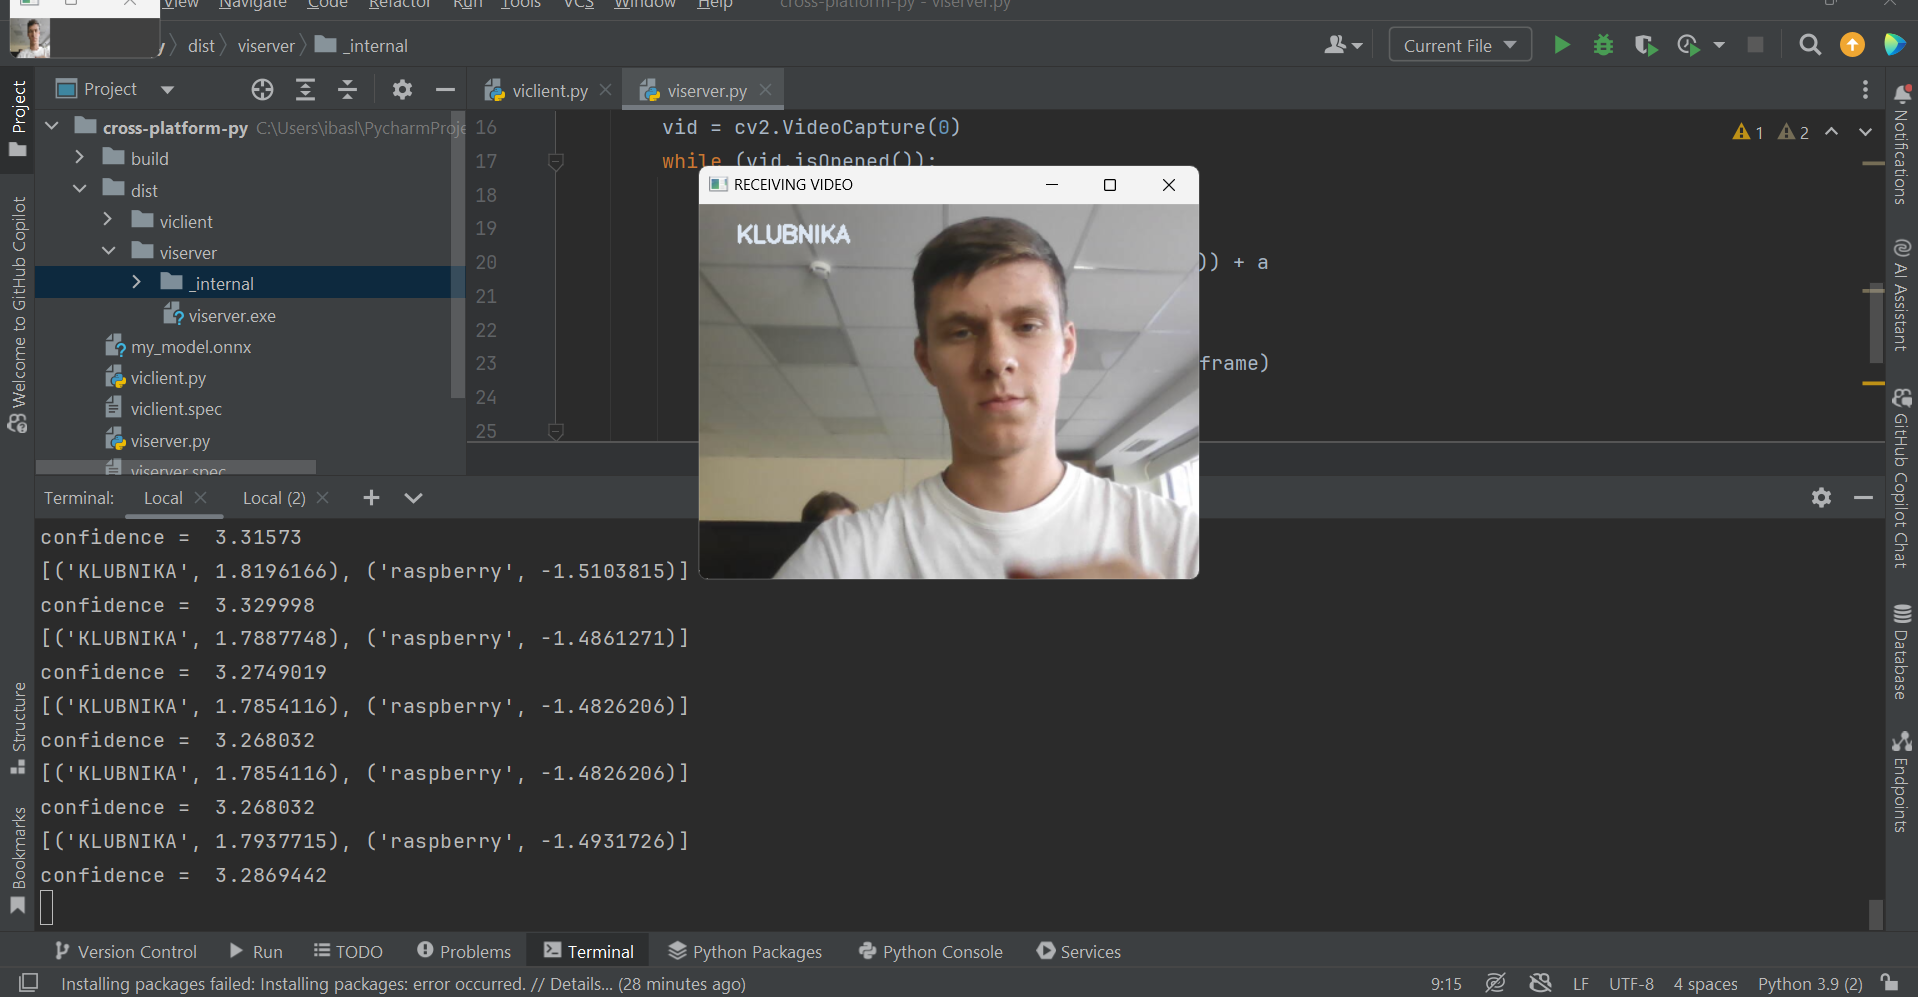 View Navigate Code Refactor Run Tools VCS Window Help cross-platform-py - viserver.py
dist viserver _internal
Current File
Project
viclient.py
viserver.py
cross-platform-py C:\Users\ibasl\PycharmProje
build
dist
viclient
viserver
_internal
viserver.exe
my_model.onnx
viclient.py
viclient.spec
viserver.py
viserver.spec
16 vid = cv2.VideoCapture(0)
17 while (vid.isOpened()):
18
19
20 )) + a
21
22
23 frame)
24
25
1 2
RECEIVING VIDEO
KLUBNIKA
Terminal: Local Local (2)
confidence = 3.31573
[('KLUBNIKA', 1.8196166), ('raspberry', -1.5103815)]
confidence = 3.329998
[('KLUBNIKA', 1.7887748), ('raspberry', -1.4861271)]
confidence = 3.2749019
[('KLUBNIKA', 1.7854116), ('raspberry', -1.4826206)]
confidence = 3.268032
[('KLUBNIKA', 1.7854116), ('raspberry', -1.4826206)]
confidence = 3.268032
[('KLUBNIKA', 1.7937715), ('raspberry', -1.4931726)]
confidence = 3.2869442
Project
Welcome to GitHub Copilot
Structure
Bookmarks
Notifications
AI Assistant
GitHub Copilot Chat
Database
Endpoints
Version Control Run TODO Problems Terminal Python Packages Python Console Services
Installing packages failed: Installing packages: error occurred. // Details... (28 minutes ago)
9:15 LF UTF-8 4 spaces Python 3.9 (2)